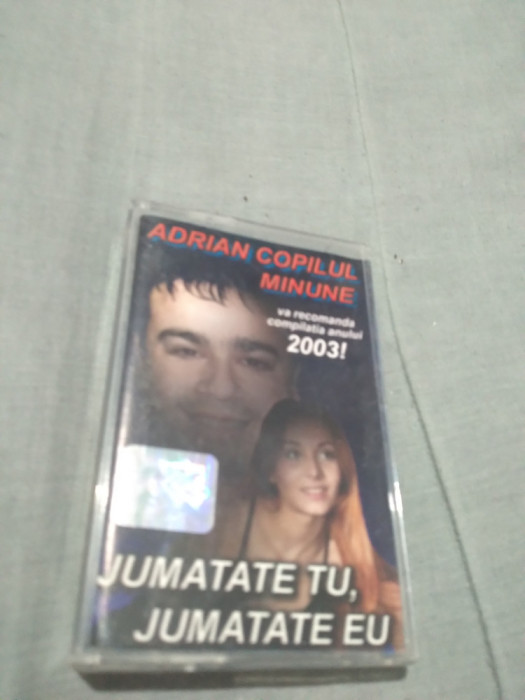 ADRIAN COPILUL
MINUNE
va recomanda
compilatia anului
2003!
JUMATATE TU,
JUMATATE EU